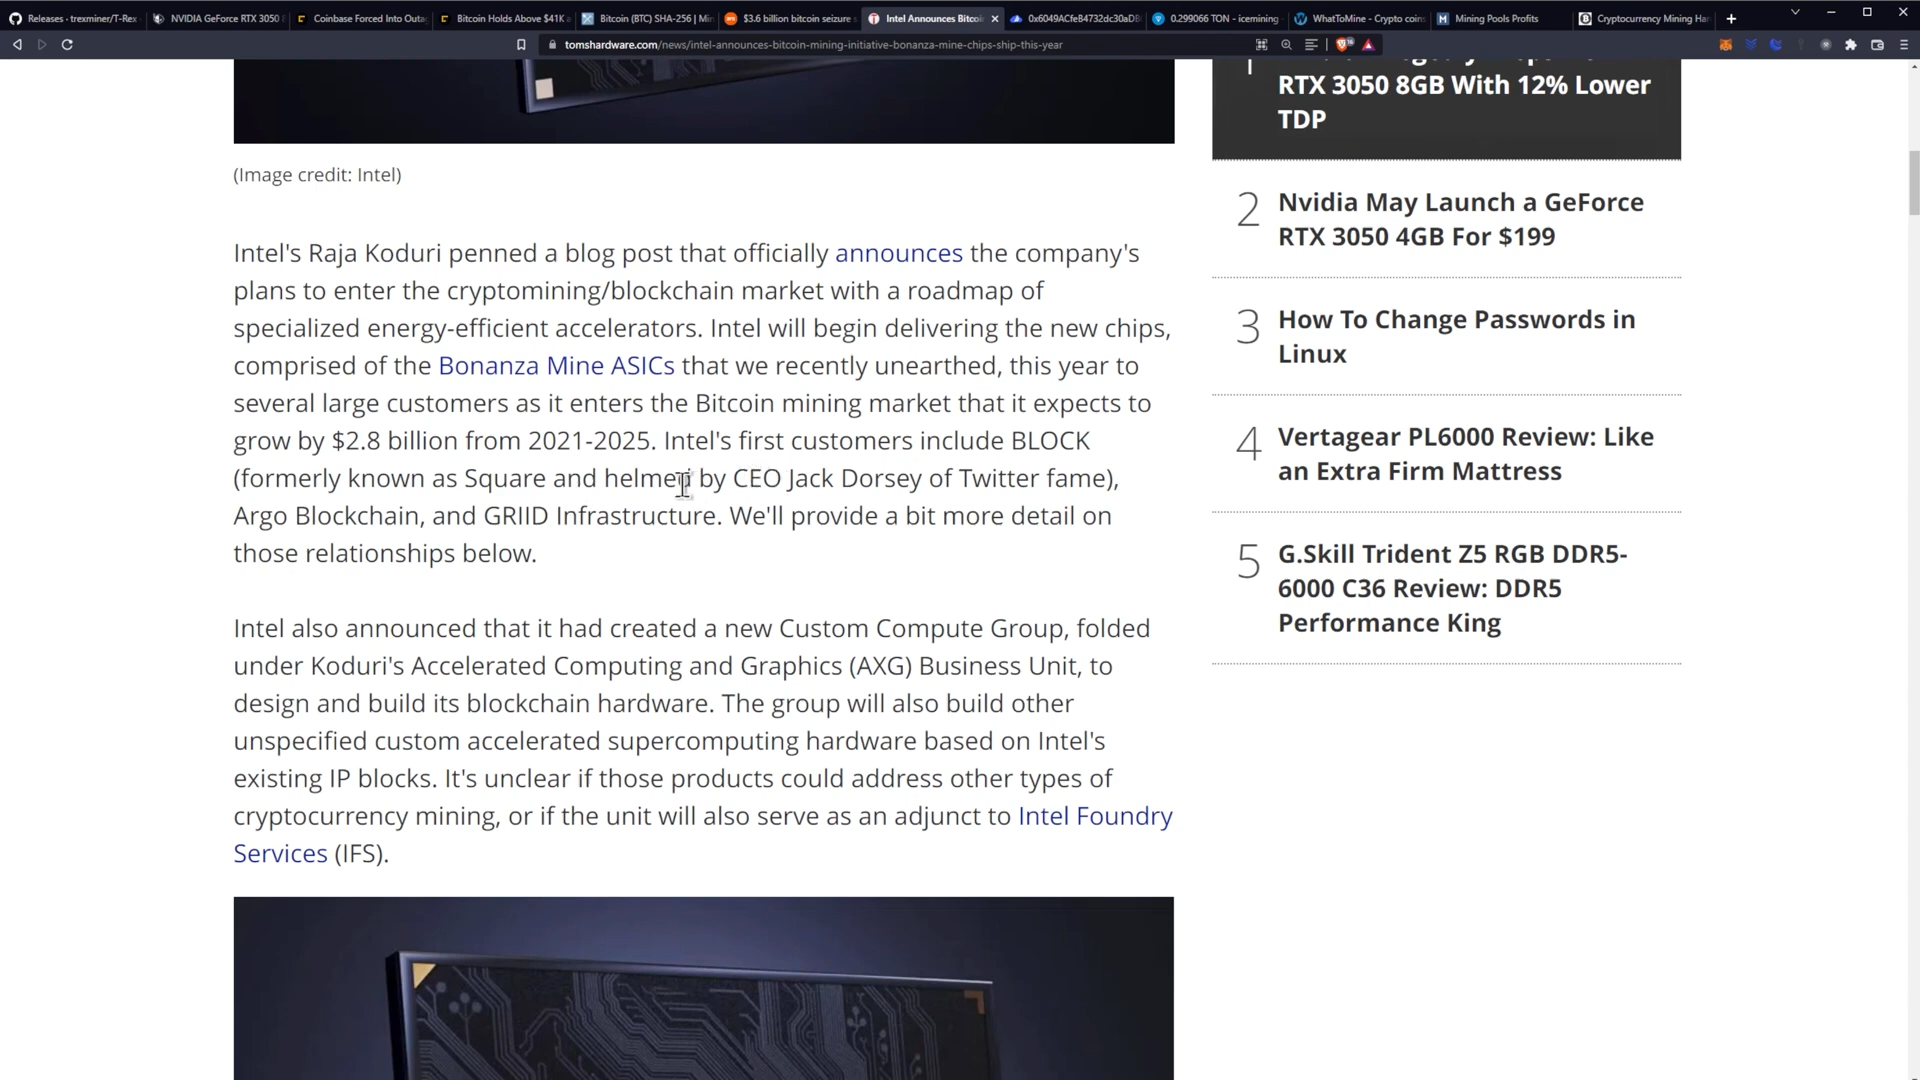 Releases - trexminer/T-Rex
NVIDIA GeForce RTX 3050
Coinbase Forced Into Outa
Bitcoin Holds Above $41K
Bitcoin (BTC) SHA-256 | Min
$3.6 billion bitcoin seizure
Intel Announces Bitcoi
0x6049ACfeB4732dc30aDB
0.299066 TON - icemining
WhatToMine - Crypto coins
Mining Pools Profits
Cryptocurrency Mining Har
tomshardware.com/news/intel-announces-bitcoin-mining-initiative-bonanza-mine-chips-ship-this-year
(Image credit: Intel)
Intel's Raja Koduri penned a blog post that officially announces the company's
plans to enter the cryptomining/blockchain market with a roadmap of
specialized energy-efficient accelerators. Intel will begin delivering the new chips,
comprised of the Bonanza Mine ASICs that we recently unearthed, this year to
several large customers as it enters the Bitcoin mining market that it expects to
grow by $2.8 billion from 2021-2025. Intel's first customers include BLOCK
(formerly known as Square and helmed by CEO Jack Dorsey of Twitter fame),
Argo Blockchain, and GRIID Infrastructure. We'll provide a bit more detail on
those relationships below.
Intel also announced that it had created a new Custom Compute Group, folded
under Koduri's Accelerated Computing and Graphics (AXG) Business Unit, to
design and build its blockchain hardware. The group will also build other
unspecified custom accelerated supercomputing hardware based on Intel's
existing IP blocks. It's unclear if those products could address other types of
cryptocurrency mining, or if the unit will also serve as an adjunct to Intel Foundry
Services (IFS).
RTX 3050 8GB With 12% Lower
TDP
2
Nvidia May Launch a GeForce
RTX 3050 4GB For $199
3
How To Change Passwords in
Linux
4
Vertagear PL6000 Review: Like
an Extra Firm Mattress
5
G.Skill Trident Z5 RGB DDR5-
6000 C36 Review: DDR5
Performance King